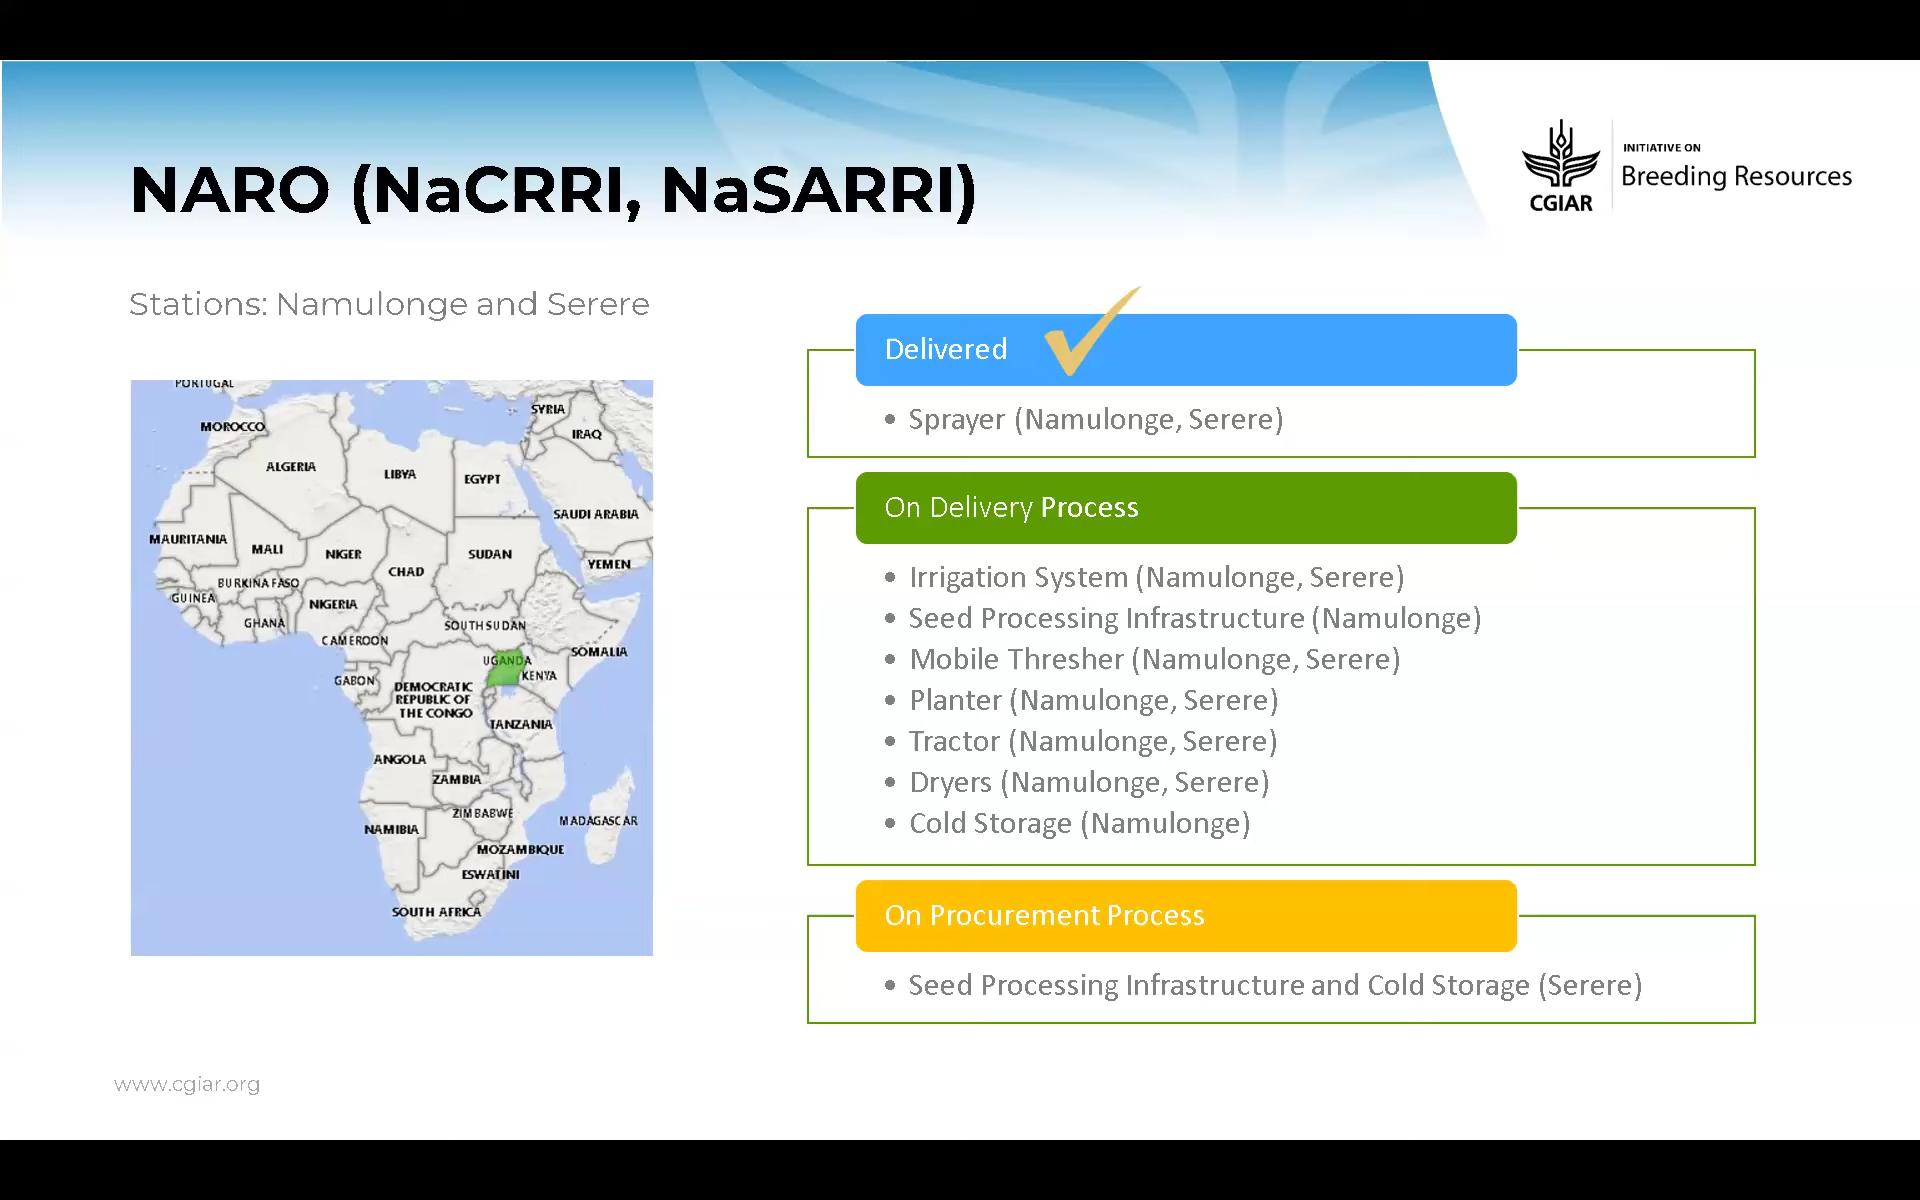 NARO (NaCRRI, NaSARRI)
INITIATIVE ON
Breeding Resources
CGIAR
Stations: Namulonge and Serere
PORTUGAL
SYRIA
MOROCCO
IRAQ
ALGERIA
LIBYA
EGYPT
SAUDI ARABIA
MAURITANIA
MALI
NIGER
SUDAN
YEMEN
CHAD
BURKINA FASO
GUINEA
NIGERIA
GHANA
SOUTH SUDAN
CAMEROON
SOMALIA
UGANDA
KENYA
GABON
DEMOCRATIC
REPUBLIC OF
THE CONGO
TANZANIA
ANGOLA
ZAMBIA
ZIMBABWE
MADAGASCAR
NAMIBIA
MOZAMBIQUE
ESWATINI
SOUTH AFRICA
Delivered
• Sprayer (Namulonge, Serere)
On Delivery Process
• Irrigation System (Namulonge, Serere)
• Seed Processing Infrastructure (Namulonge)
• Mobile Thresher (Namulonge, Serere)
• Planter (Namulonge, Serere)
• Tractor (Namulonge, Serere)
• Dryers (Namulonge, Serere)
• Cold Storage (Namulonge)
On Procurement Process
• Seed Processing Infrastructure and Cold Storage (Serere)
www.cgiar.org